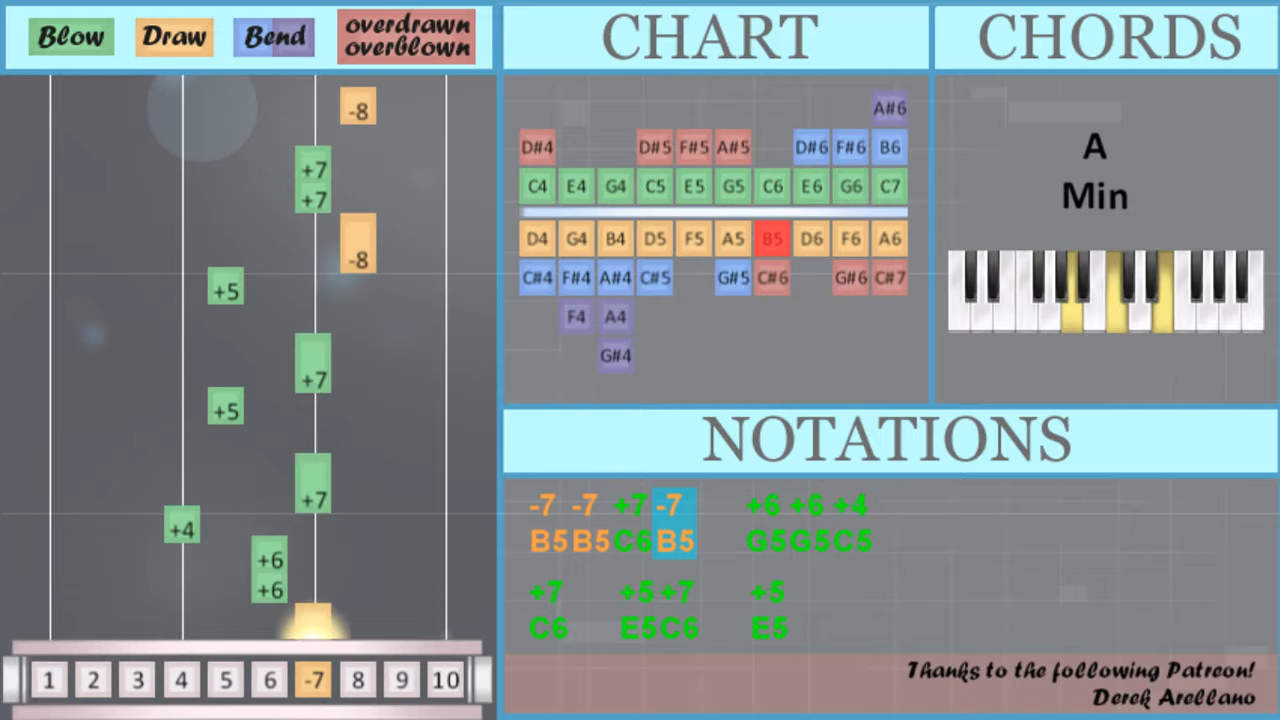 Blow Draw Bend overdrawn
overblown
CHART
CHORDS
-8
+7
+7
-8
+5
+7
+5
+7
+4
+6
+6
1 2 3 4 5 6 -7 8 9 10
A#6
D#4 D#5 F#5 A#5 D#6 F#6 B6
C4 E4 G4 C5 E5 G5 C6 E6 G6 C7
D4 G4 B4 D5 F5 A5 B5 D6 F6 A6
C#4 F#4 A#4 C#5 G#5 C#6 G#6 C#7
F4 A4
G#4
A
Min
NOTATIONS
-7 -7 +7 -7 +6 +6 +4
B5 B5 C6 B5 G5 G5 C5
+7 +5 +7 +5
C6 E5 C6 E5
Thanks to the following Patreon!
Derek Arellano